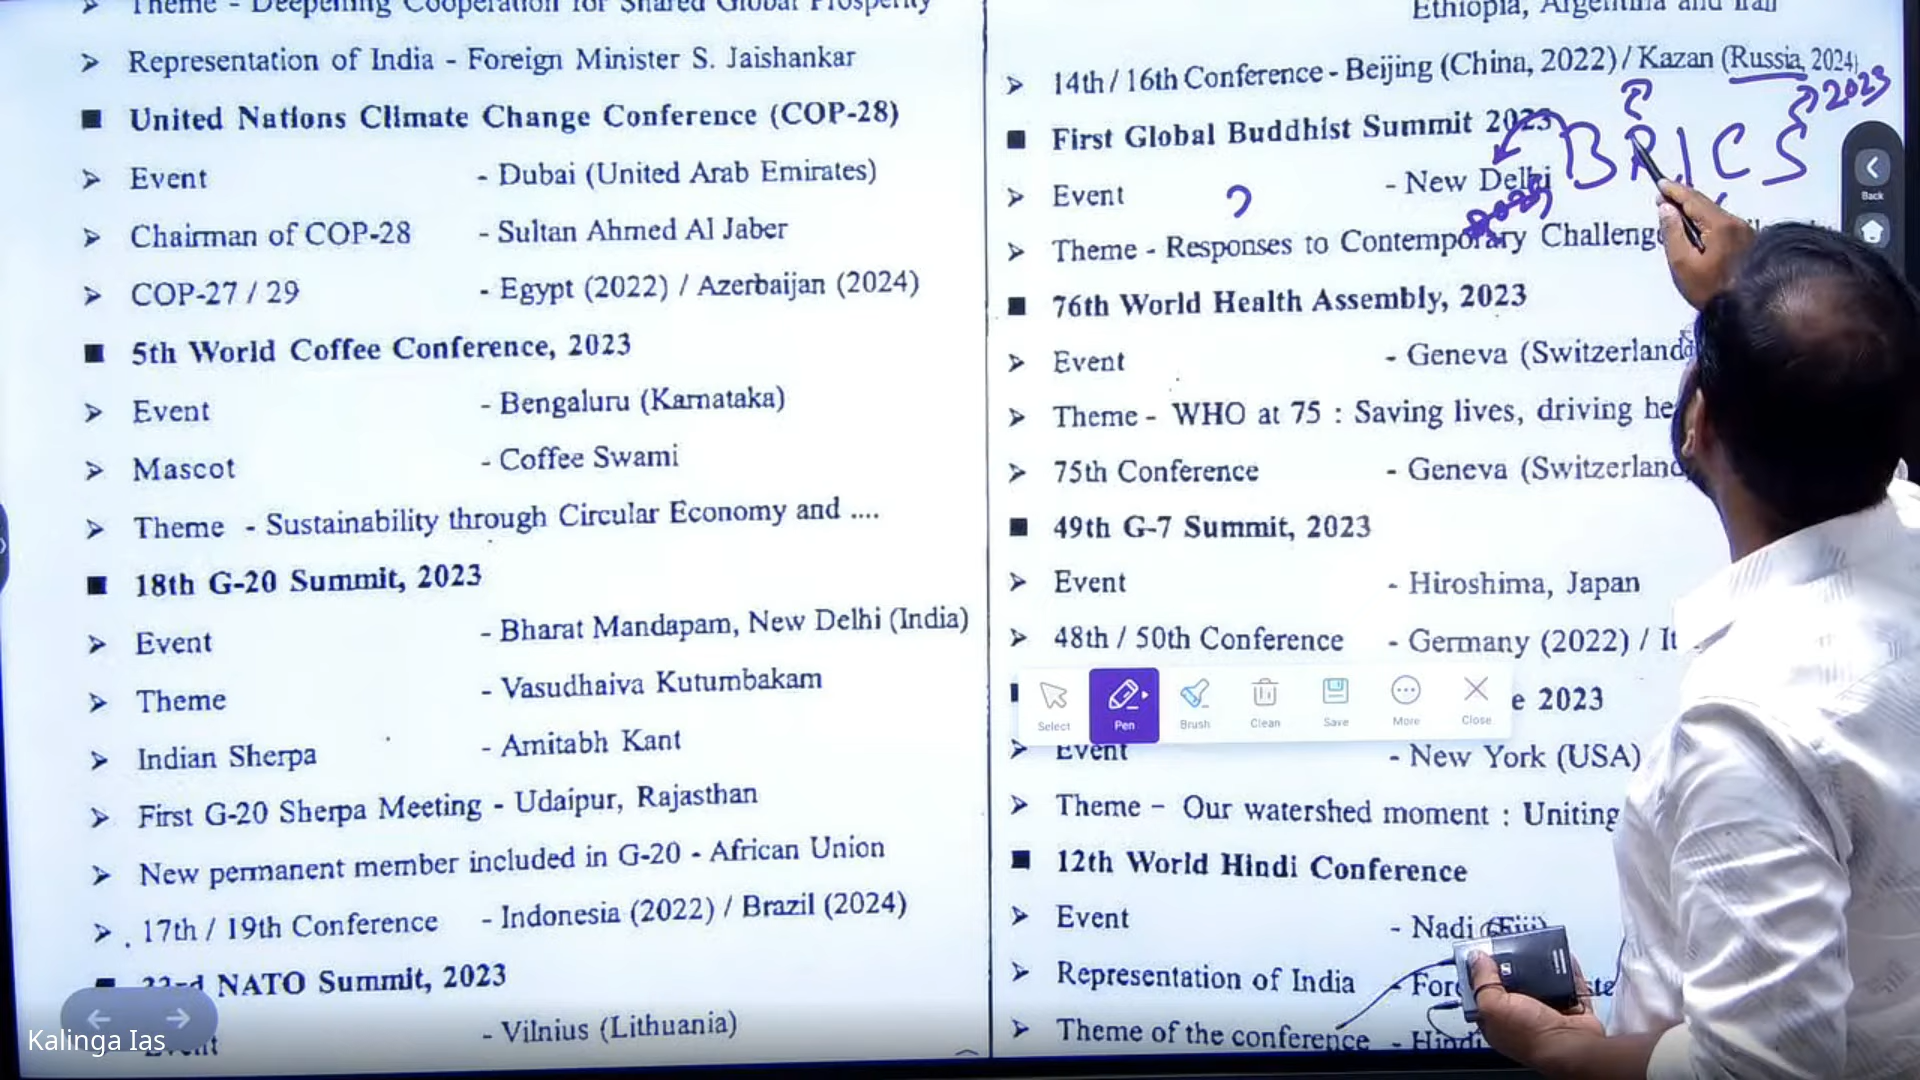 Theme - Deepening Cooperation for Shared Global Prosperity
Representation of India - Foreign Minister S. Jaishankar
United Nations Climate Change Conference (COP-28)
Event - Dubai (United Arab Emirates)
Chairman of COP-28 - Sultan Ahmed Al Jaber
COP-27 / 29 - Egypt (2022) / Azerbaijan (2024)
5th World Coffee Conference, 2023
Event - Bengaluru (Karnataka)
Mascot - Coffee Swami
Theme - Sustainability through Circular Economy and ....
18th G-20 Summit, 2023
Event - Bharat Mandapam, New Delhi (India)
Theme - Vasudhaiva Kutumbakam
Indian Sherpa - Amitabh Kant
First G-20 Sherpa Meeting - Udaipur, Rajasthan
New permanent member included in G-20 - African Union
17th / 19th Conference - Indonesia (2022) / Brazil (2024)
NATO Summit, 2023
Event - Vilnius (Lithuania)
Kalinga Ias
Ethiopia, Argentina and Iran
14th / 16th Conference - Beijing (China, 2022) / Kazan (Russia, 2024)
2023
First Global Buddhist Summit 2023
BRICS
Event - New Delhi
Theme - Responses to Contemporary
76th World Health Assembly, 2023
Event - Geneva (Switzerland
Theme - WHO at 75 : Saving lives, driving
75th Conference - Geneva (Switzerland
49th G-7 Summit, 2023
Event - Hiroshima, Japan
48th / 50th Conference - Germany (2022) /
2023
Event - New York (USA)
Theme - Our watershed moment : Uniting
12th World Hindi Conference
Event - Nadi (Fiji)
Representation of India -
Theme of the conference - Hindi
Select
Pen
Brush
Clean
Save
More
Close
Back